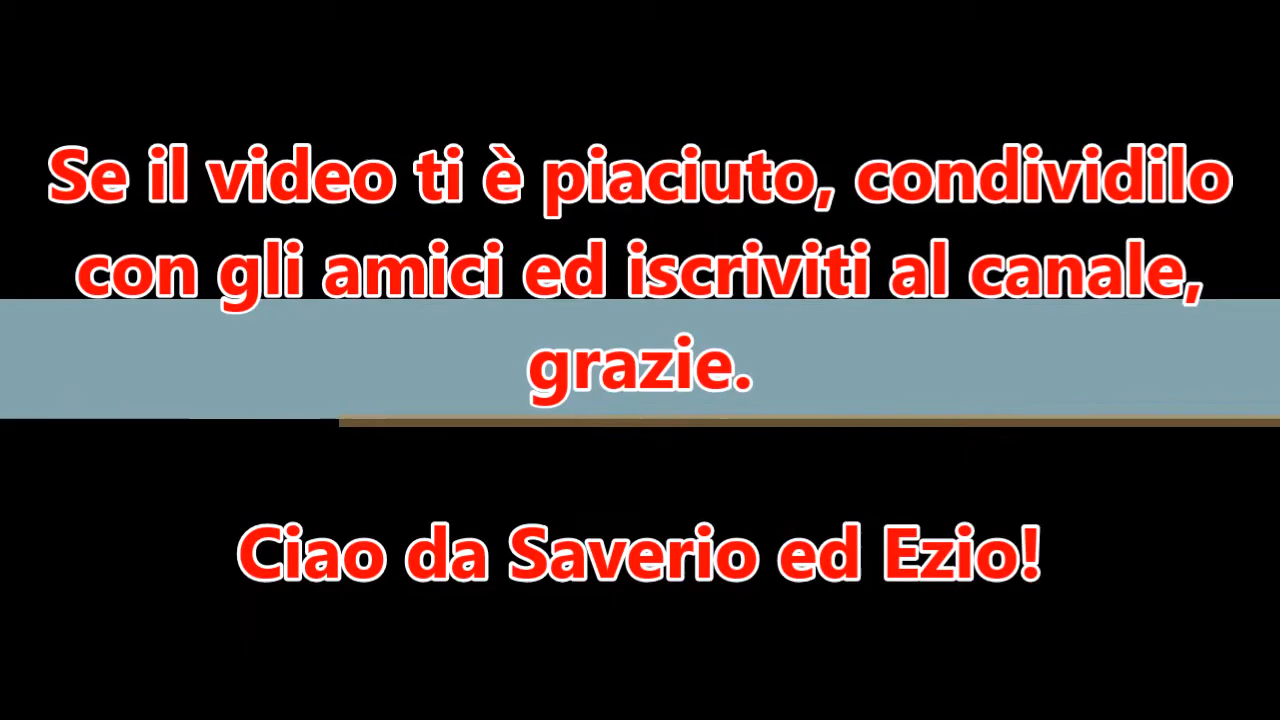 Se il video ti è piaciuto, condividilo
con gli amici ed iscriviti al canale,
grazie.
Ciao da Saverio ed Ezio!